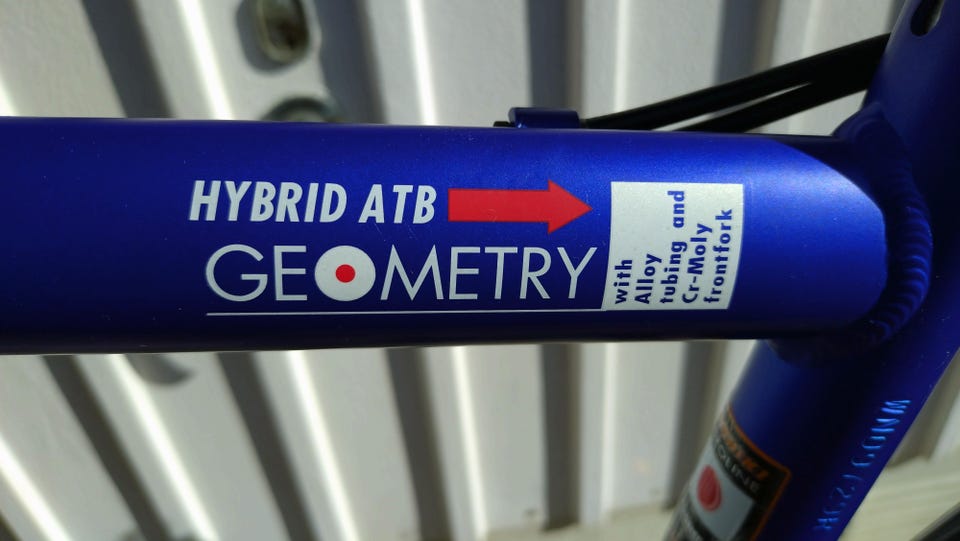 HYBRID ATB
GEOMETRY
with
Alloy
tubing and
Cr-Moly
frontfork